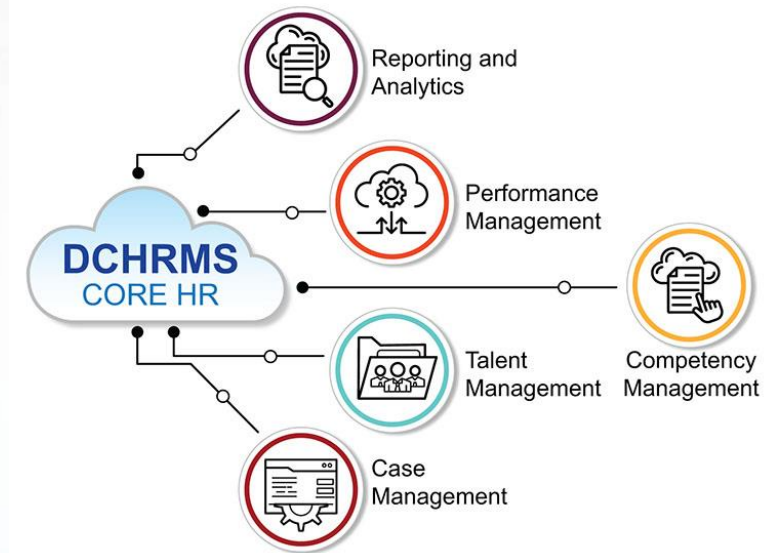 Reporting and
Analytics
Performance
Management
DCHRMS
CORE HR
Talent
Management
Competency
Management
Case
Management